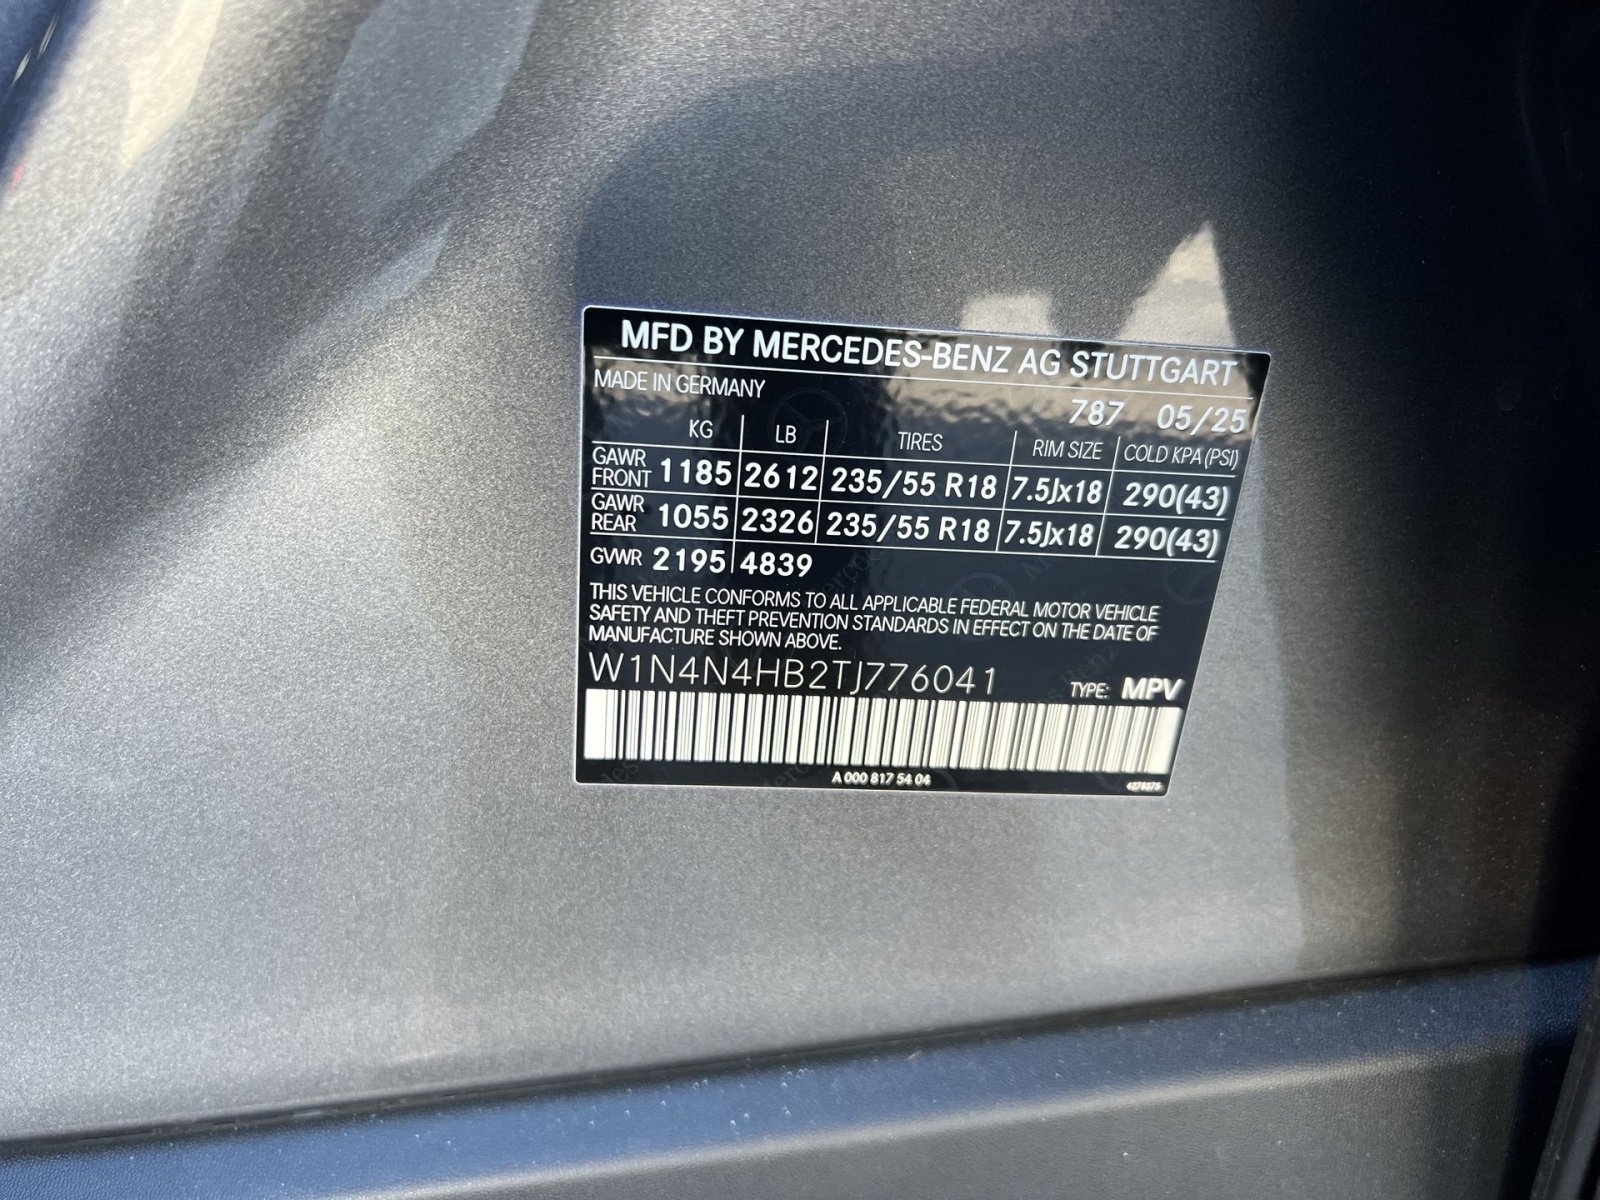 MFD BY MERCEDES-BENZ AG STUTTGART
MADE IN GERMANY
787 05/25
KG LB TIRES RIM SIZE COLD KPA(PSI)
GAWR FRONT 1185 2612 235/55 R18 7.5Jx18 290(43)
GAWR REAR 1055 2326 235/55 R18 7.5Jx18 290(43)
GVWR 2195 4839
THIS VEHICLE CONFORMS TO ALL APPLICABLE FEDERAL MOTOR VEHICLE
SAFETY AND THEFT PREVENTION STANDARDS IN EFFECT ON THE DATE OF
MANUFACTURE SHOWN ABOVE.
W1N4N4HB2TJ776041
TYPE: MPV
A 000 817 54 04